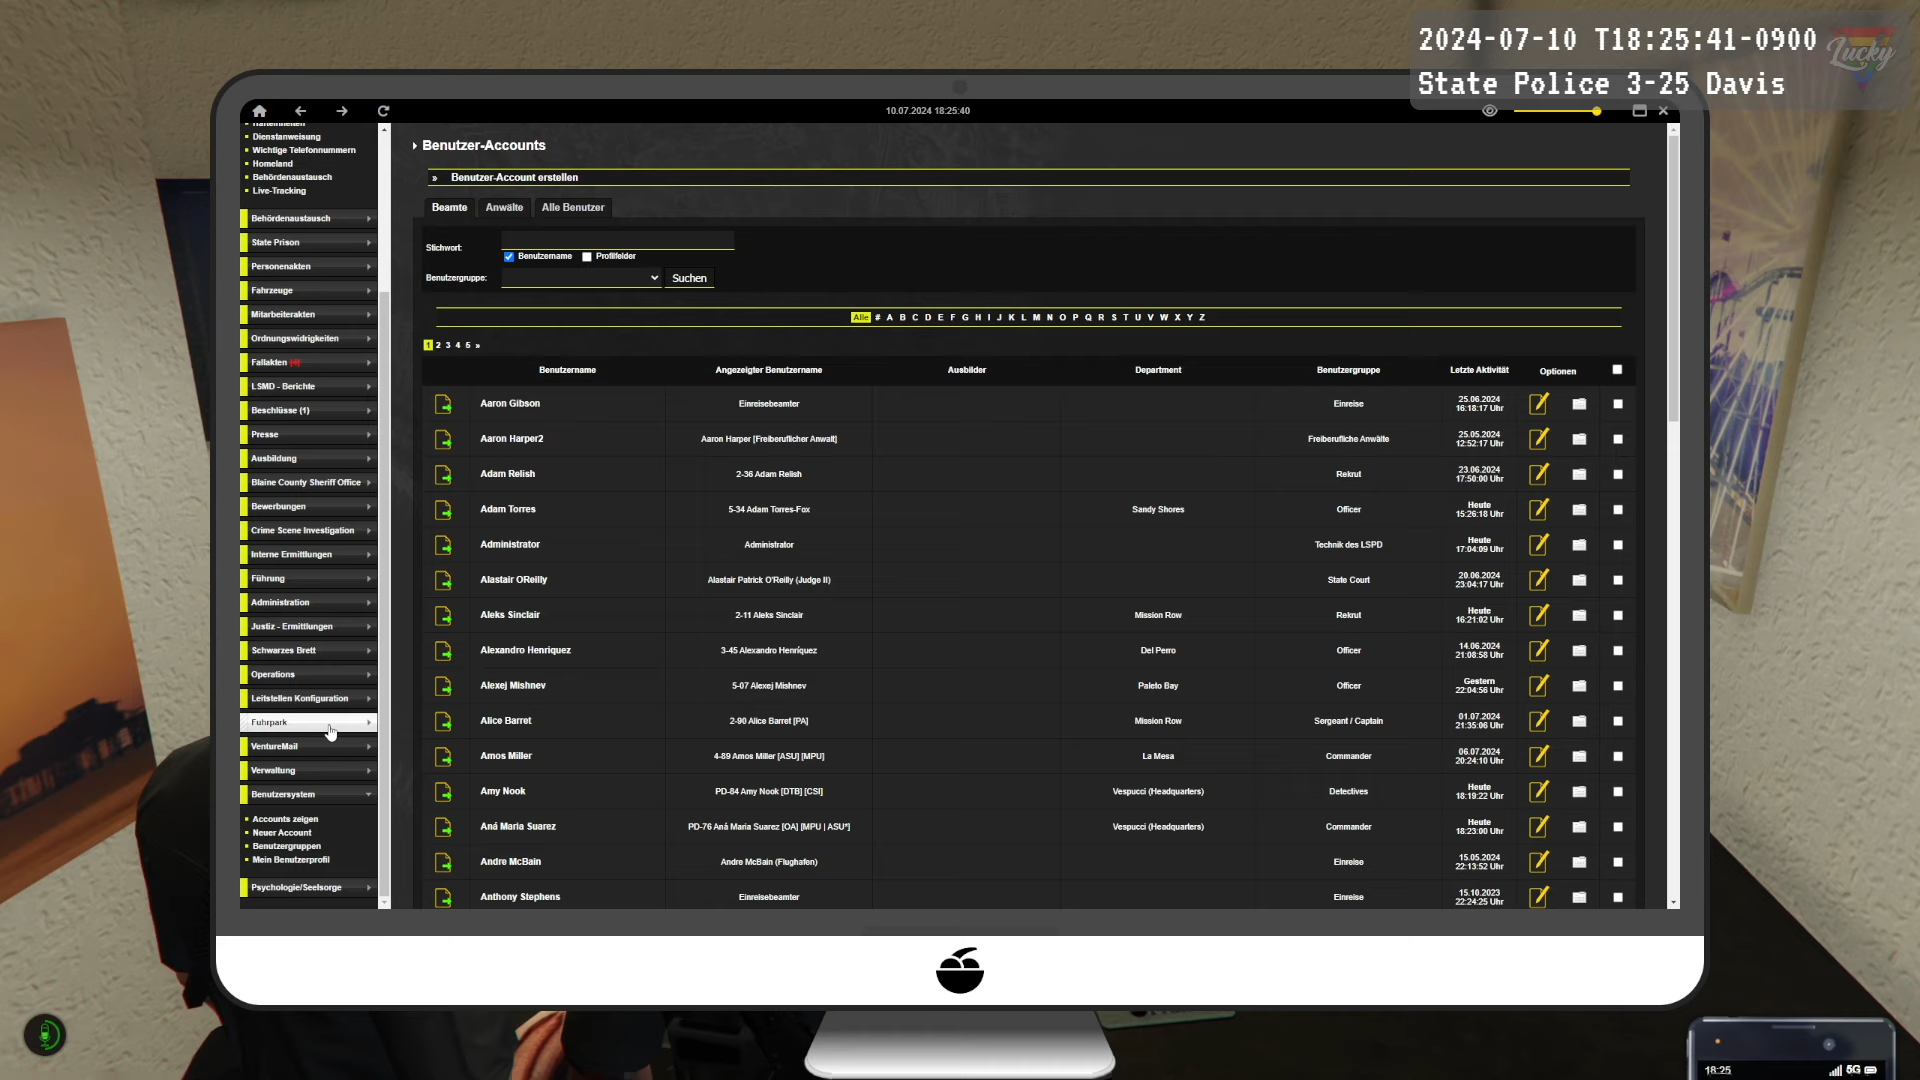 2024-07-10 T18:25:41-0900
State Police 3-25 Davis
Lucky
10.07.2024 18:25:40
Dienstanweisung
Wichtige Telefonnummern
Homeland
Behördenaustausch
Live-Tracking
Behördenaustausch
State Prison
Personenakten
Fahrzeuge
Mitarbeiterakten
Ordnungswidrigkeiten
Fallakten
LSMD - Berichte
Beschlüsse (1)
Presse
Ausbildung
Blaine County Sheriff Office
Bewerbungen
Crime Scene Investigation
Interne Ermittlungen
Führung
Administration
Justiz - Ermittlungen
Schwarzes Brett
Operations
Leitstellen Konfiguration
Fuhrpark
VentureMail
Verwaltung
Benutzersystem
Accounts zeigen
Neuer Account
Benutzergruppen
Mein Benutzerprofil
Psychologie/Seelsorge
Benutzer-Accounts
» Benutzer-Account erstellen
Beamte Anwälte Alle Benutzer
Stichwort:
Benutzername Profilfelder
Benutzergruppe: Suchen
Alle # A B C D E F G H I J K L M N O P Q R S T U V W X Y Z
1 2 3 4 5 »
Benutzername Angezeigter Benutzername Ausbilder Department Benutzergruppe Letzte Aktivität Optionen
Aaron Gibson Einreisebeamter Einreise 25.06.2024 16:18:17 Uhr
Aaron Harper2 Aaron Harper [Freiberuflicher Anwalt] Freiberufliche Anwälte 25.05.2024 12:52:17 Uhr
Adam Relish 2-36 Adam Relish Rekrut 23.06.2024 17:50:00 Uhr
Adam Torres 5-34 Adam Torres-Fox Sandy Shores Officer Heute 15:26:18 Uhr
Administrator Administrator Technik des LSPD Heute 17:04:09 Uhr
Alastair OReilly Alastair Patrick O'Reilly (Judge II) State Court 20.06.2024 23:04:17 Uhr
Aleks Sinclair 2-11 Aleks Sinclair Mission Row Rekrut Heute 16:21:02 Uhr
Alexandro Henriquez 3-45 Alexandro Henríquez Del Perro Officer 14.06.2024 21:08:58 Uhr
Alexej Mishnev 5-07 Alexej Mishnev Paleto Bay Officer Gestern 22:04:56 Uhr
Alice Barret 2-90 Alice Barret [PA] Mission Row Sergeant / Captain 01.07.2024 21:35:06 Uhr
Amos Miller 4-89 Amos Miller [ASU] [MPU] La Mesa Commander 06.07.2024 20:24:10 Uhr
Amy Nook PD-84 Amy Nook [DTB] [CSI] Vespucci (Headquarters) Detectives Heute 18:19:22 Uhr
Aná Maria Suarez PD-76 Aná Maria Suarez [OA] [MPU | ASU*] Vespucci (Headquarters) Commander Heute 18:23:00 Uhr
Andre McBain Andre McBain (Flughafen) Einreise 15.05.2024 22:13:52 Uhr
Anthony Stephens Einreisebeamter Einreise 15.10.2023 22:24:25 Uhr
18:25 5G